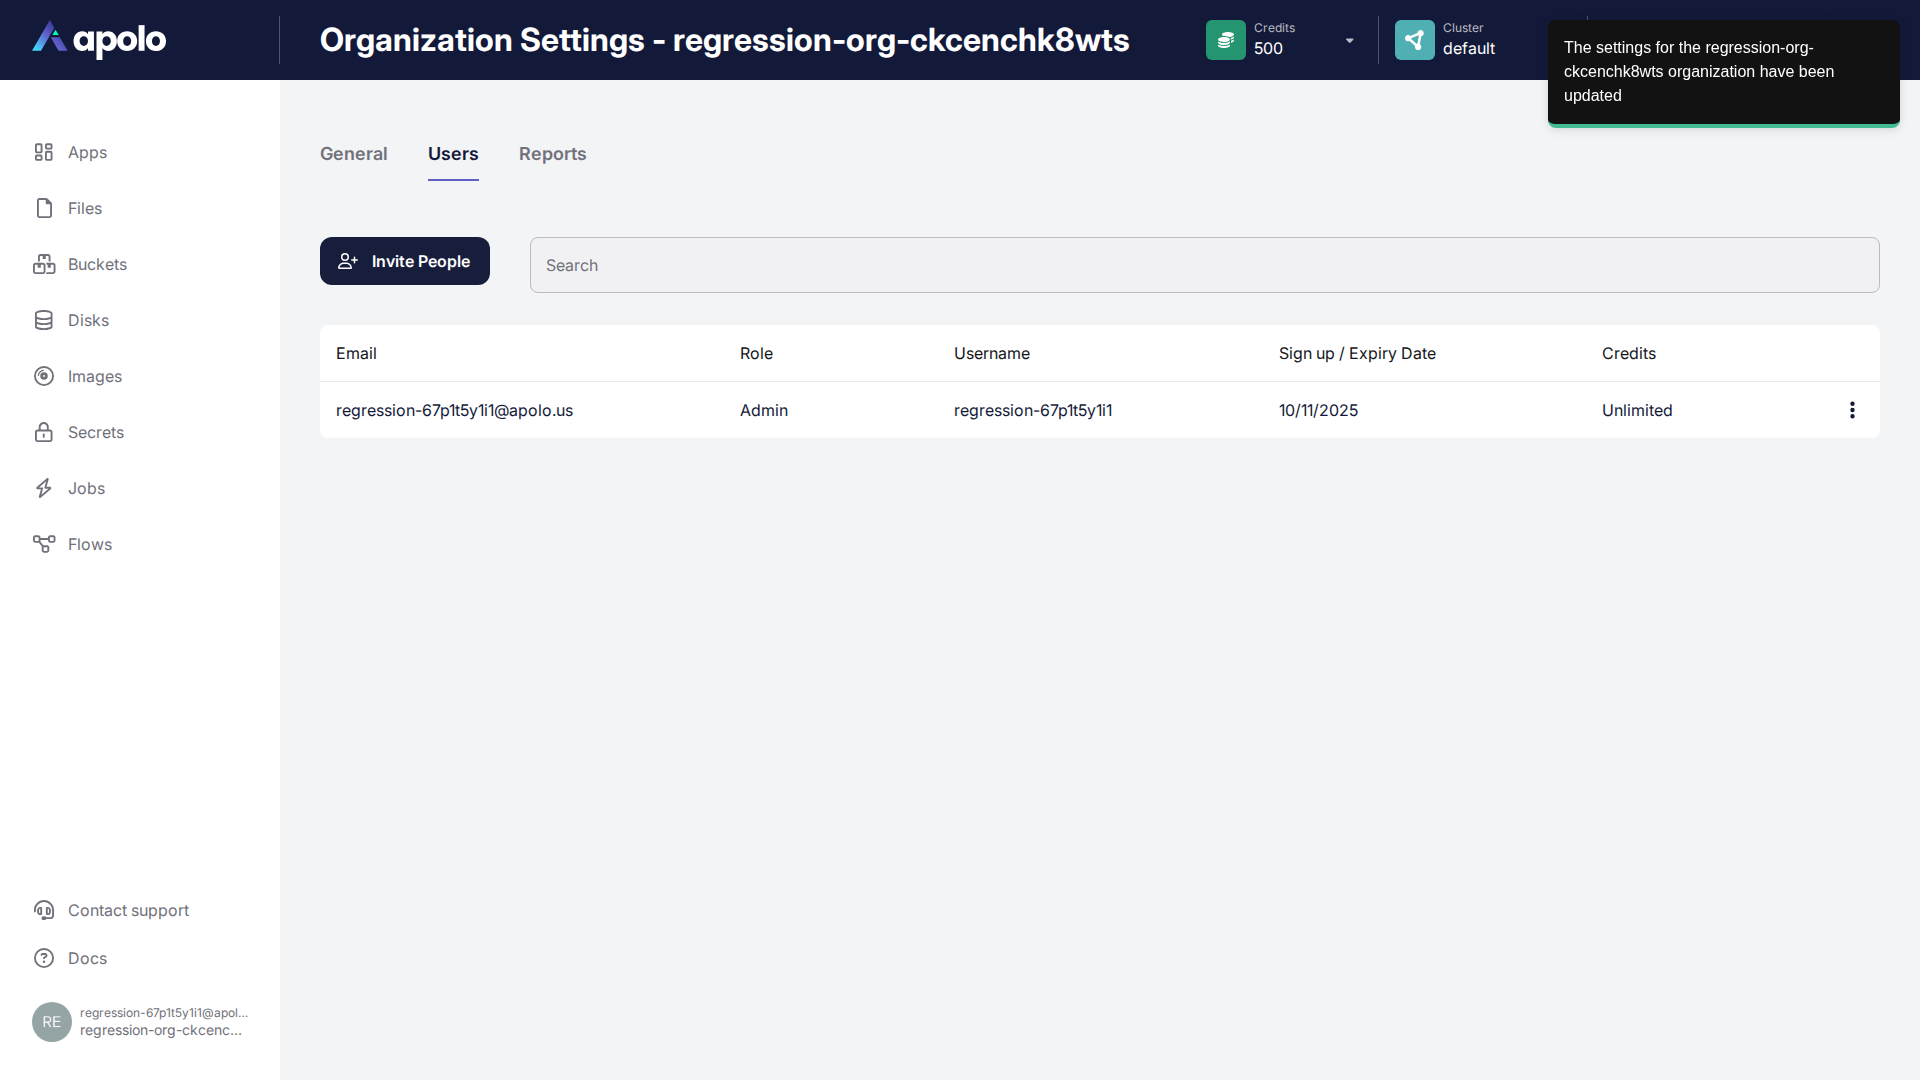 apolo
Organization Settings - regression-org-ckcenchk8wts
Credits
500
Cluster
default
The settings for the regression-org-
ckcenchk8wts organization have been
updated
Apps
Files
Buckets
Disks
Images
Secrets
Jobs
Flows
Contact support
Docs
RE
regression-67p1t5y1i1@apol...
regression-org-ckcenc...
General Users Reports
Invite People
Search
Email Role Username Sign up / Expiry Date Credits
regression-67p1t5y1i1@apolo.us Admin regression-67p1t5y1i1 10/11/2025 Unlimited